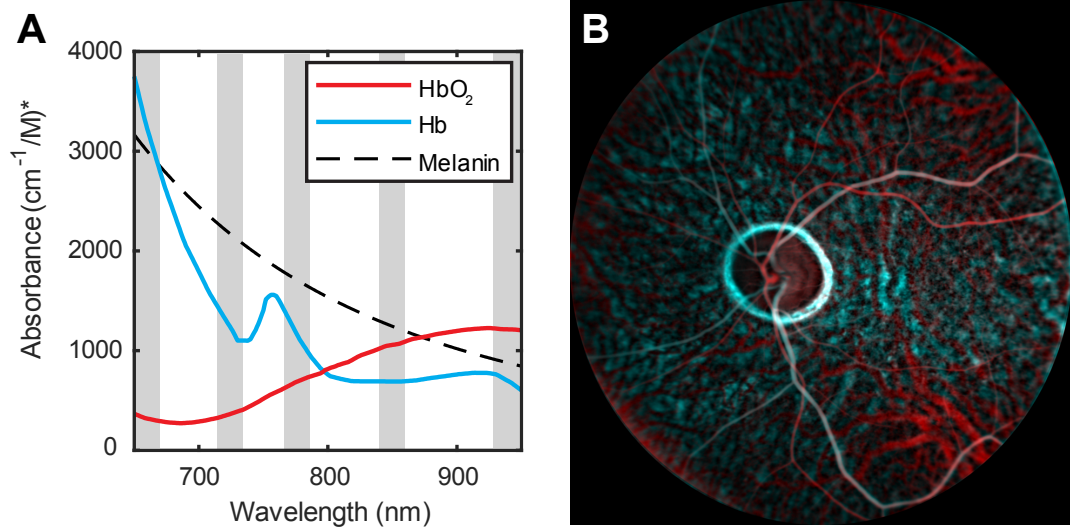 A
B
4000
3000
2000
1000
0
Absorbance (cm⁻¹/M)*
HbO₂
Hb
Melanin
700 800 900
Wavelength (nm)